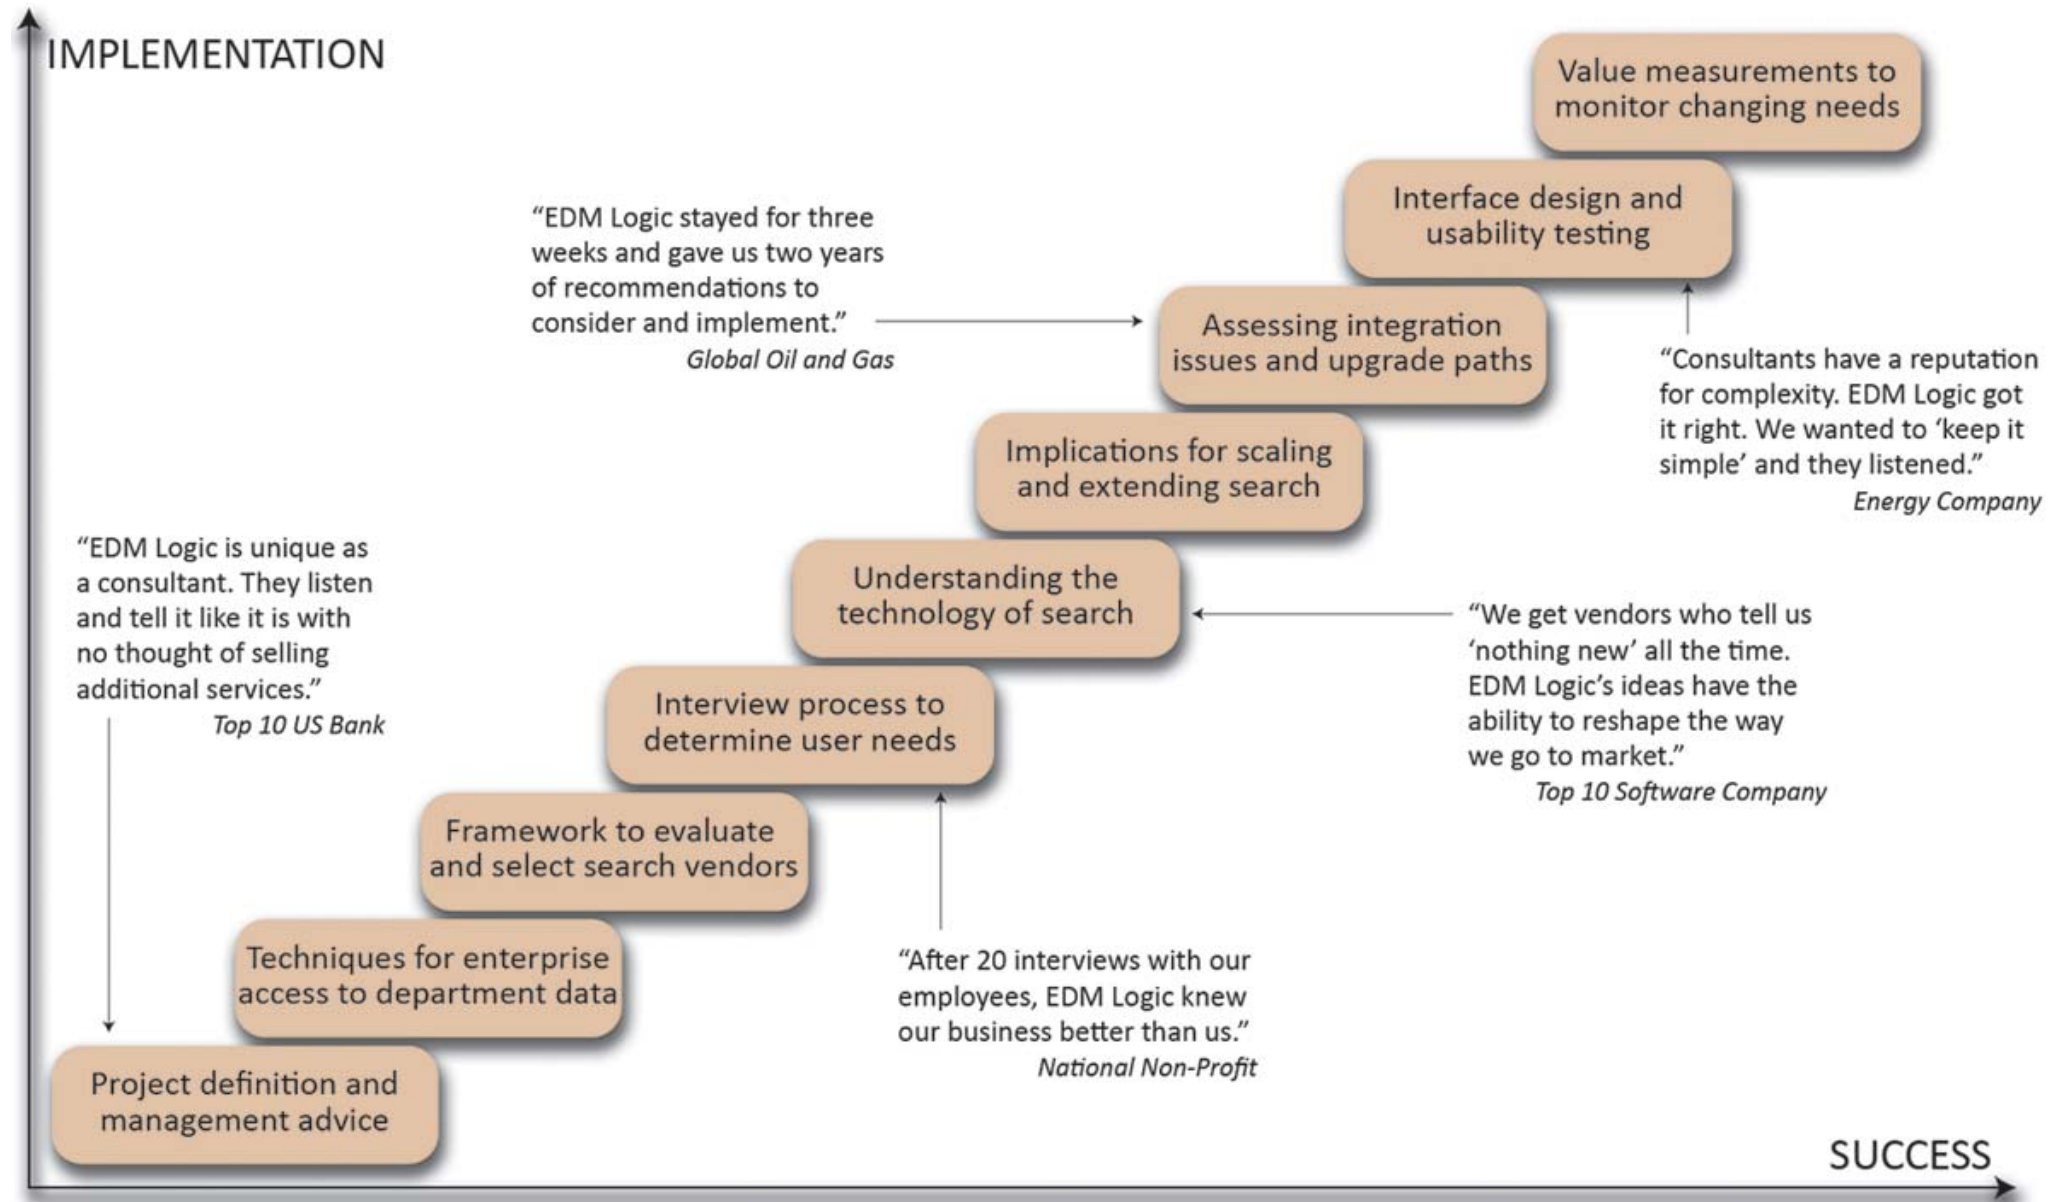 IMPLEMENTATION
Value measurements to
monitor changing needs
Interface design and
usability testing
“EDM Logic stayed for three
weeks and gave us two years
of recommendations to
consider and implement.”
Global Oil and Gas
Assessing integration
issues and upgrade paths
“Consultants have a reputation
for complexity. EDM Logic got
it right. We wanted to ‘keep it
simple’ and they listened.”
Energy Company
Implications for scaling
and extending search
“EDM Logic is unique as
a consultant. They listen
and tell it like it is with
no thought of selling
additional services.”
Top 10 US Bank
Understanding the
technology of search
“We get vendors who tell us
‘nothing new’ all the time.
EDM Logic’s ideas have the
ability to reshape the way
we go to market.”
Top 10 Software Company
Interview process to
determine user needs
Framework to evaluate
and select search vendors
“After 20 interviews with our
employees, EDM Logic knew
our business better than us.”
National Non-Profit
Techniques for enterprise
access to department data
Project definition and
management advice
SUCCESS